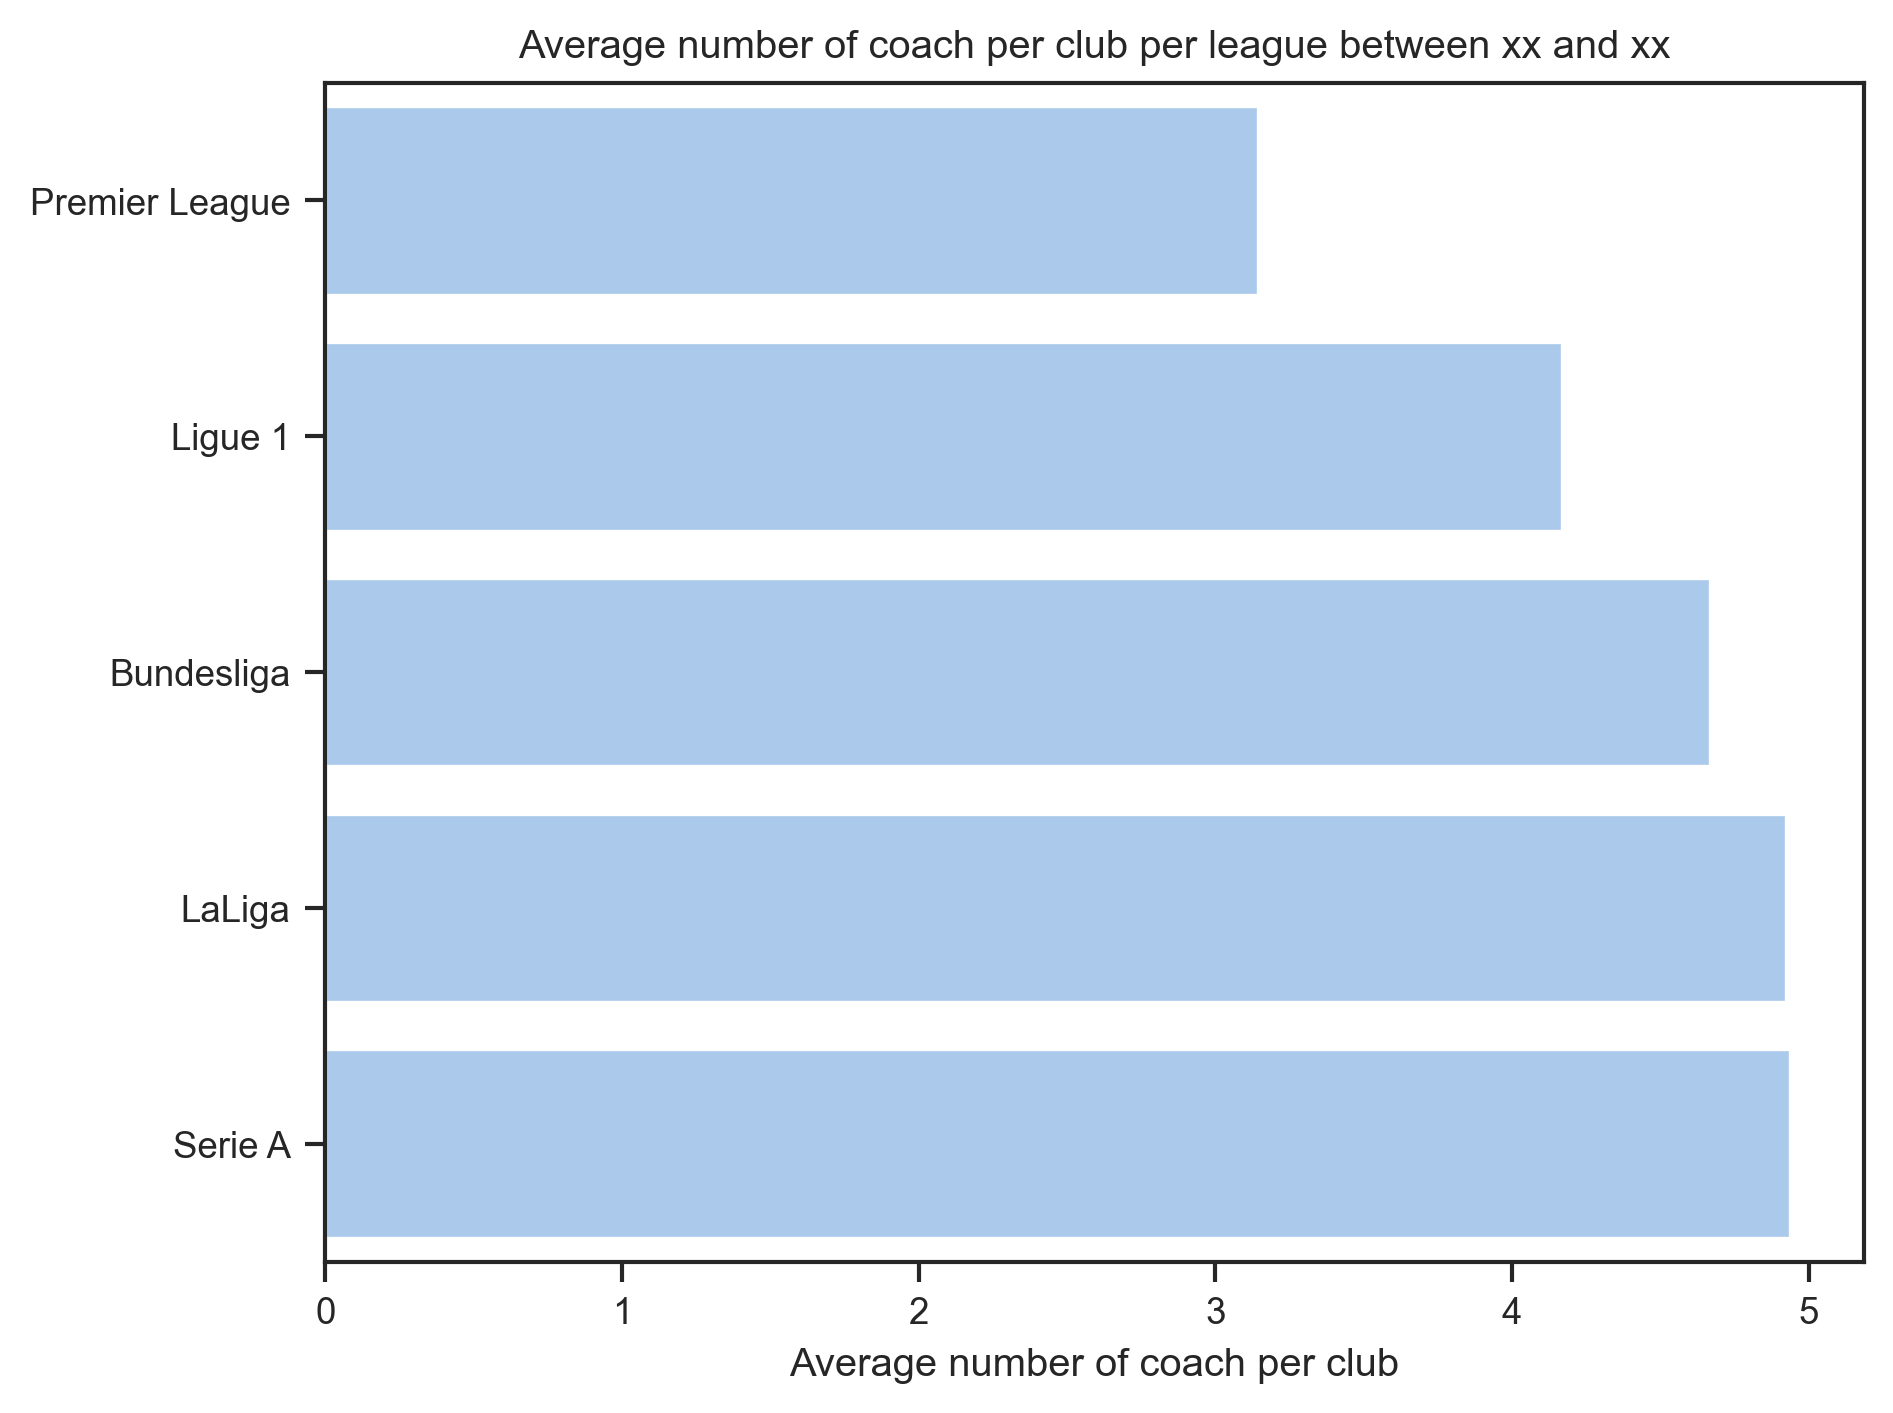 Average number of coach per club per league between xx and xx
Premier League
Ligue 1
Bundesliga
LaLiga
Serie A
0 1 2 3 4 5
Average number of coach per club